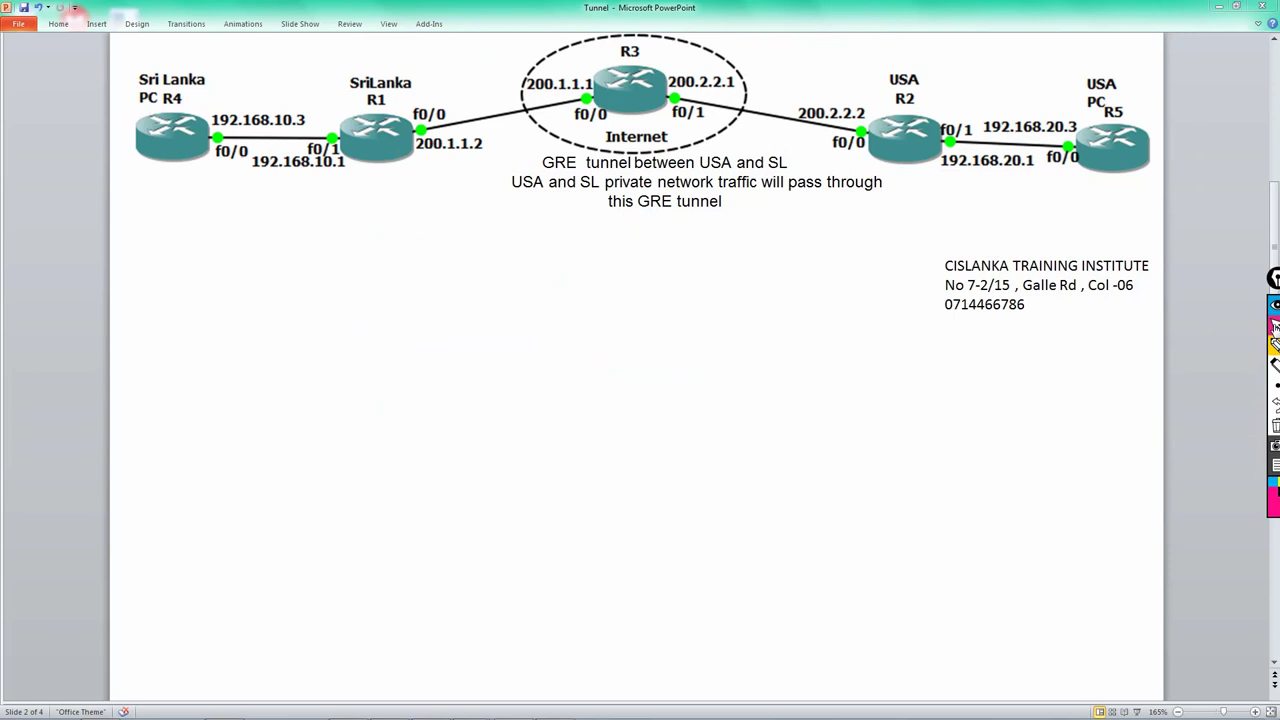 Tunnel - Microsoft PowerPoint
File Home Insert Design Transitions Animations Slide Show Review View Add-Ins
Sri Lanka
PC R4
192.168.10.3
f0/0
SriLanka
R1
f0/1
192.168.10.1
f0/0
200.1.1.2
R3
200.1.1.1
200.2.2.1
f0/0
f0/1
Internet
USA
R2
200.2.2.2
f0/0
f0/1
192.168.20.1
USA
PC
R5
192.168.20.3
f0/0
GRE tunnel between USA and SL
USA and SL private network traffic will pass through
this GRE tunnel
CISLANKA TRAINING INSTITUTE
No 7-2/15 , Galle Rd , Col -06
0714466786
Slide 2 of 4 "Office Theme" 165%